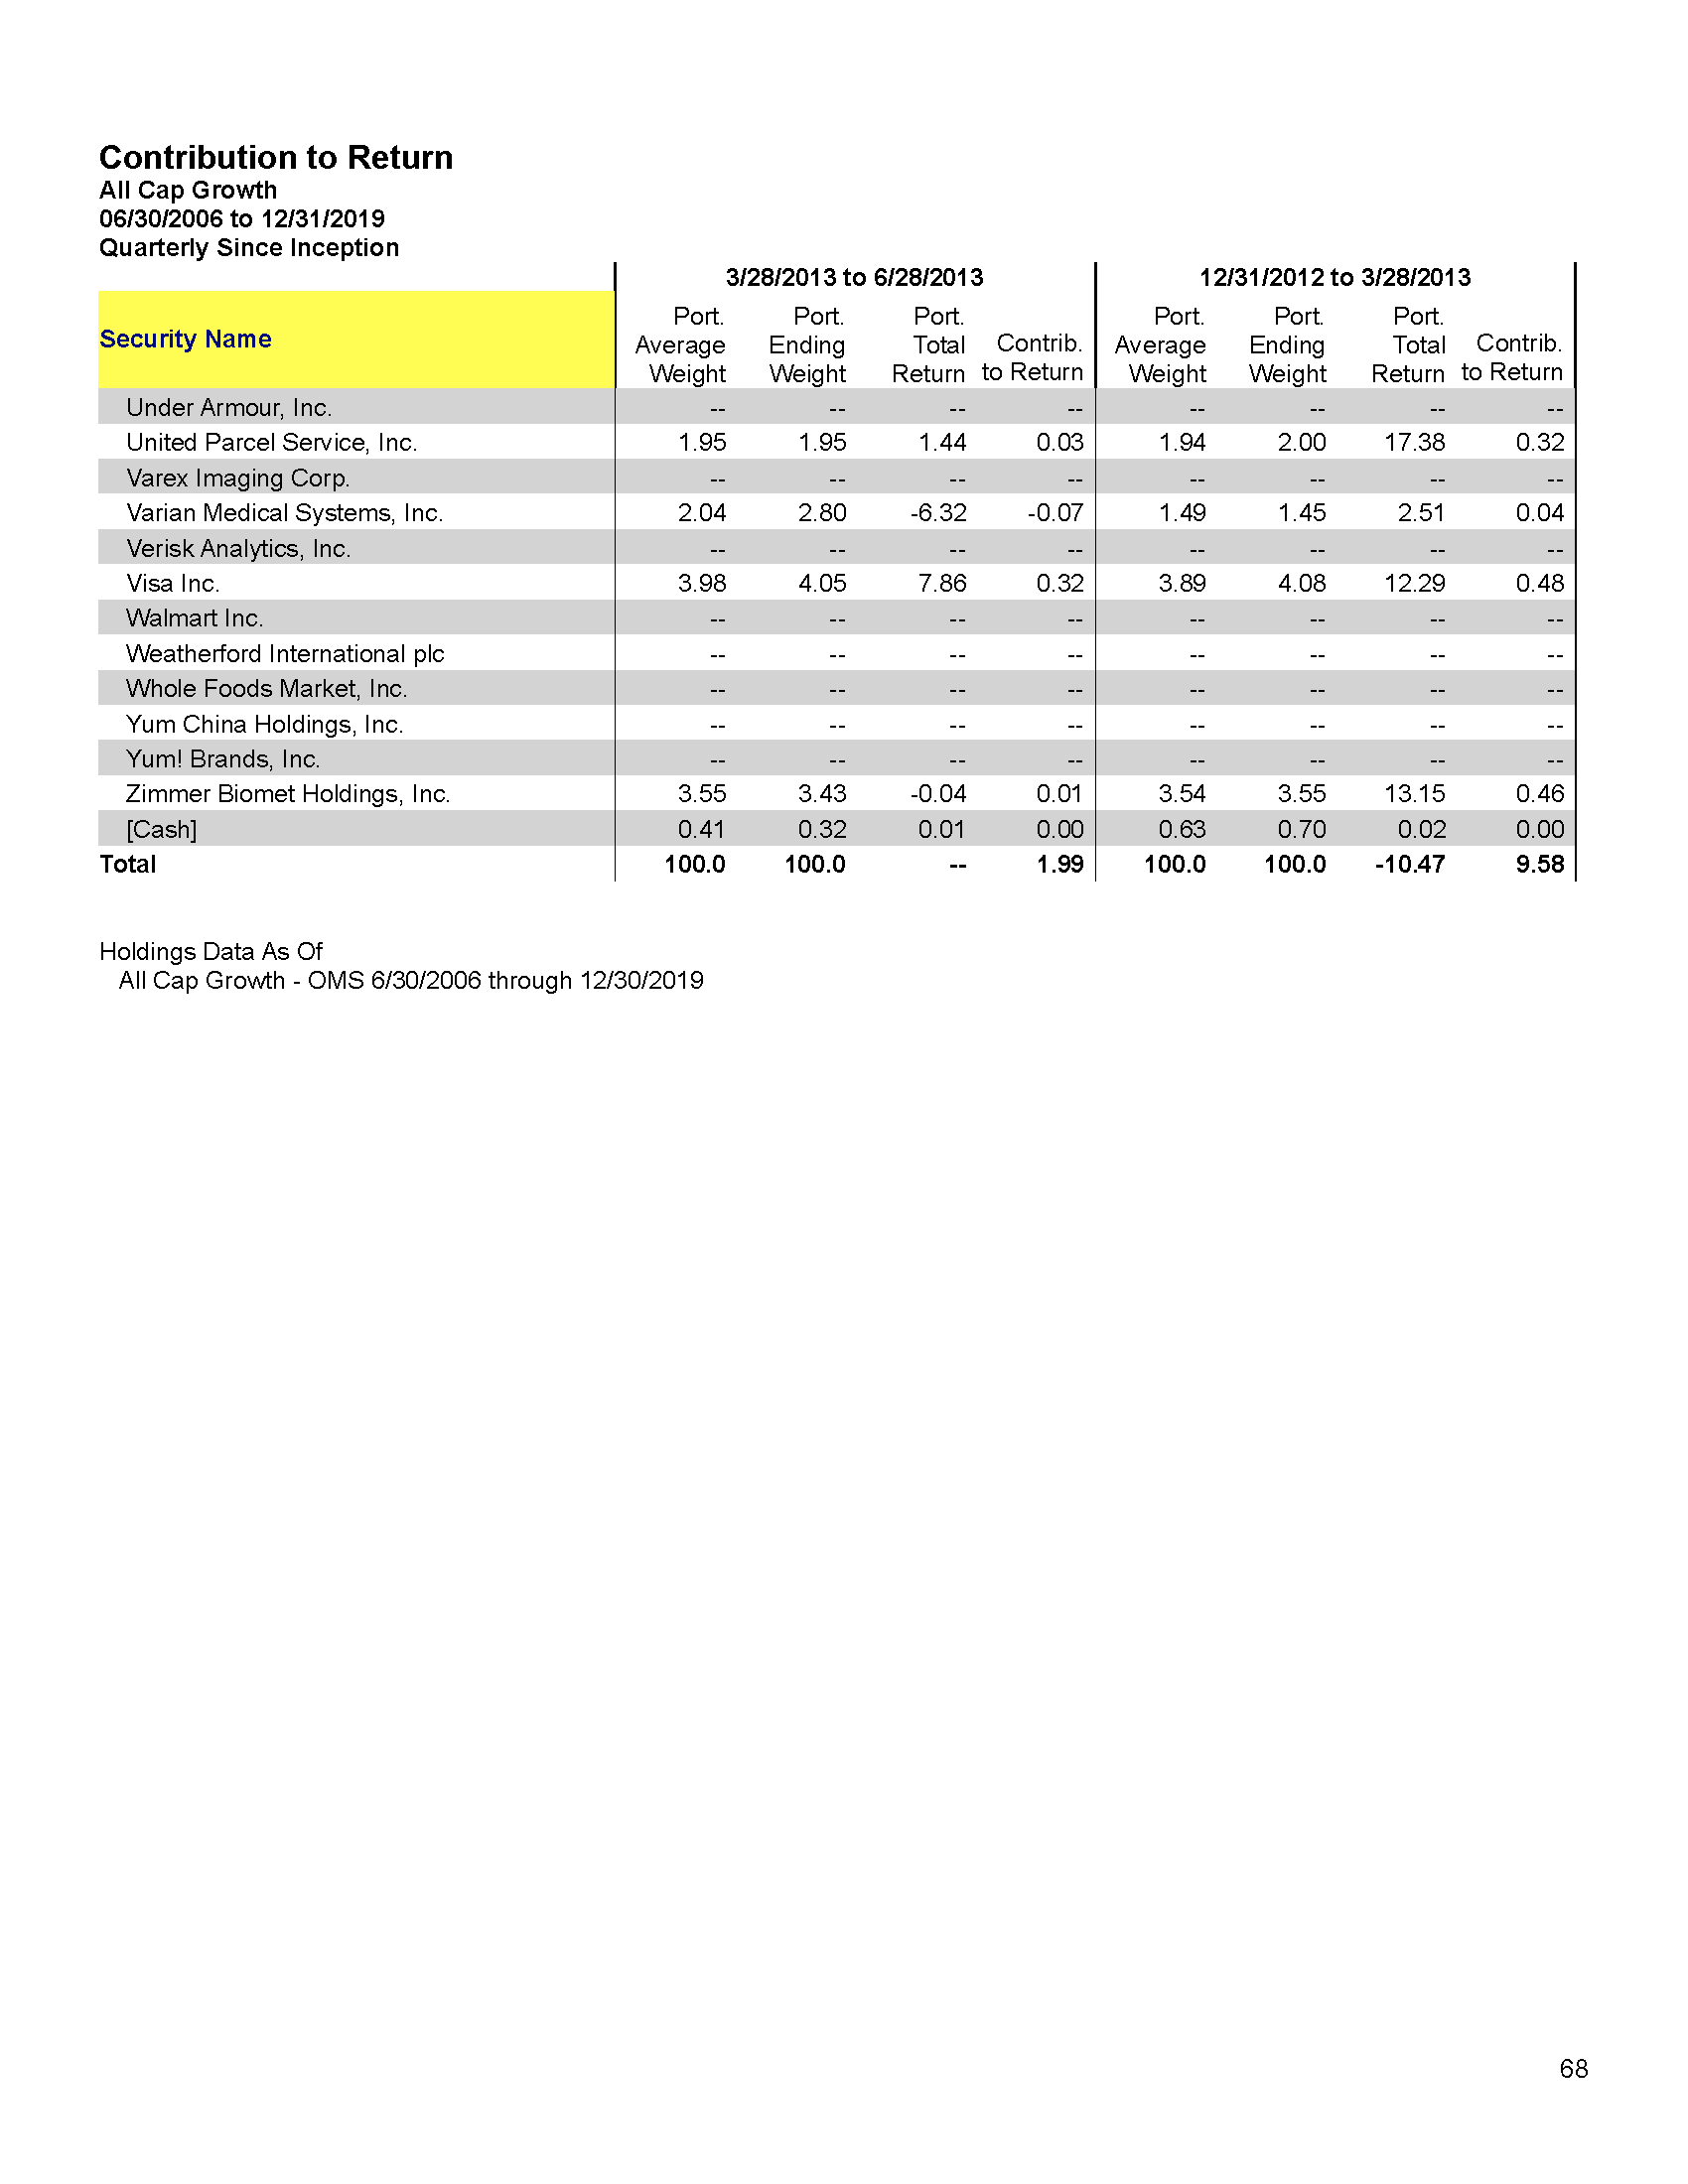 Contribution to Return
All Cap Growth
06/30/2006 to 12/31/2019
Quarterly Since Inception
3/28/2013 to 6/28/2013 12/31/2012 to 3/28/2013
Security Name Port. Average Weight Port. Ending Weight Port. Total Return Contrib. to Return Port. Average Weight Port. Ending Weight Port. Total Return Contrib. to Return
Under Armour, Inc. -- -- -- -- -- -- -- --
United Parcel Service, Inc. 1.95 1.95 1.44 0.03 1.94 2.00 17.38 0.32
Varex Imaging Corp. -- -- -- -- -- -- -- --
Varian Medical Systems, Inc. 2.04 2.80 -6.32 -0.07 1.49 1.45 2.51 0.04
Verisk Analytics, Inc. -- -- -- -- -- -- -- --
Visa Inc. 3.98 4.05 7.86 0.32 3.89 4.08 12.29 0.48
Walmart Inc. -- -- -- -- -- -- -- --
Weatherford International plc -- -- -- -- -- -- -- --
Whole Foods Market, Inc. -- -- -- -- -- -- -- --
Yum China Holdings, Inc. -- -- -- -- -- -- -- --
Yum! Brands, Inc. -- -- -- -- -- -- -- --
Zimmer Biomet Holdings, Inc. 3.55 3.43 -0.04 0.01 3.54 3.55 13.15 0.46
[Cash] 0.41 0.32 0.01 0.00 0.63 0.70 0.02 0.00
Total 100.0 100.0 -- 1.99 100.0 100.0 -10.47 9.58
Holdings Data As Of
All Cap Growth - OMS 6/30/2006 through 12/30/2019
68